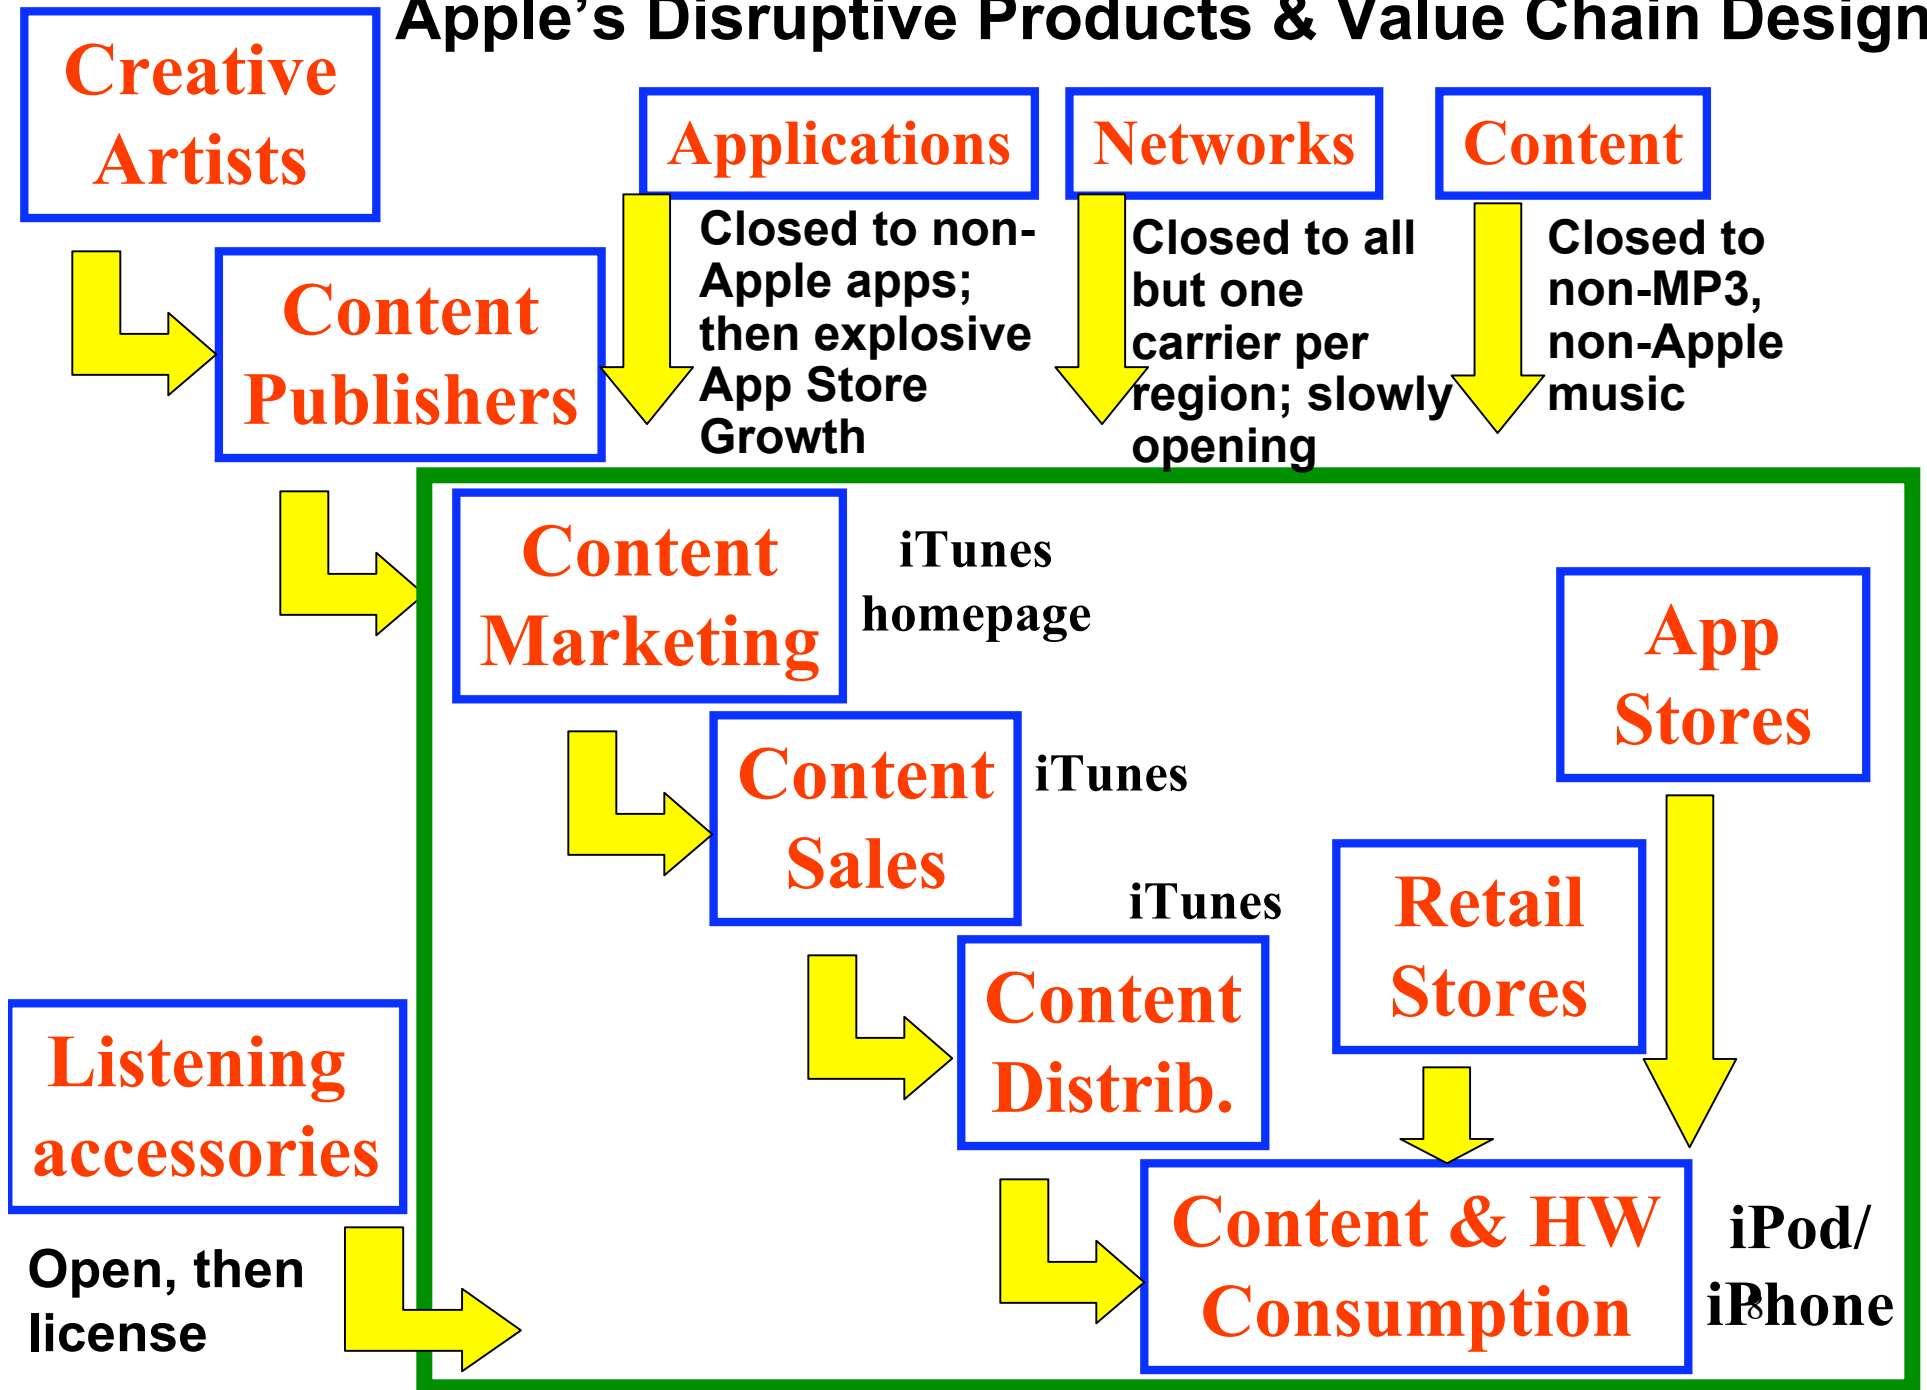 Apple's Disruptive Products & Value Chain Design
Creative
Artists
Applications
Networks
Content
Closed to non-
Apple apps;
then explosive
App Store
Growth
Closed to all
but one
carrier per
region; slowly
opening
Closed to
non-MP3,
non-Apple
music
Content
Publishers
Content
Marketing
iTunes
homepage
App
Stores
Content
Sales
iTunes
Retail
Stores
iTunes
Content
Distrib.
Listening
accessories
Open, then
license
Content & HW
Consumption
iPod/
iPhone
8